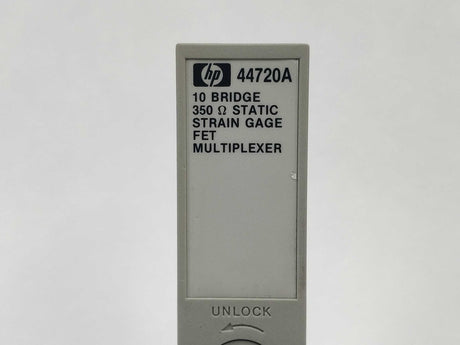 hp 44720A
10 BRIDGE
350 Ω STATIC
STRAIN GAGE
FET
MULTIPLEXER
UNLOCK